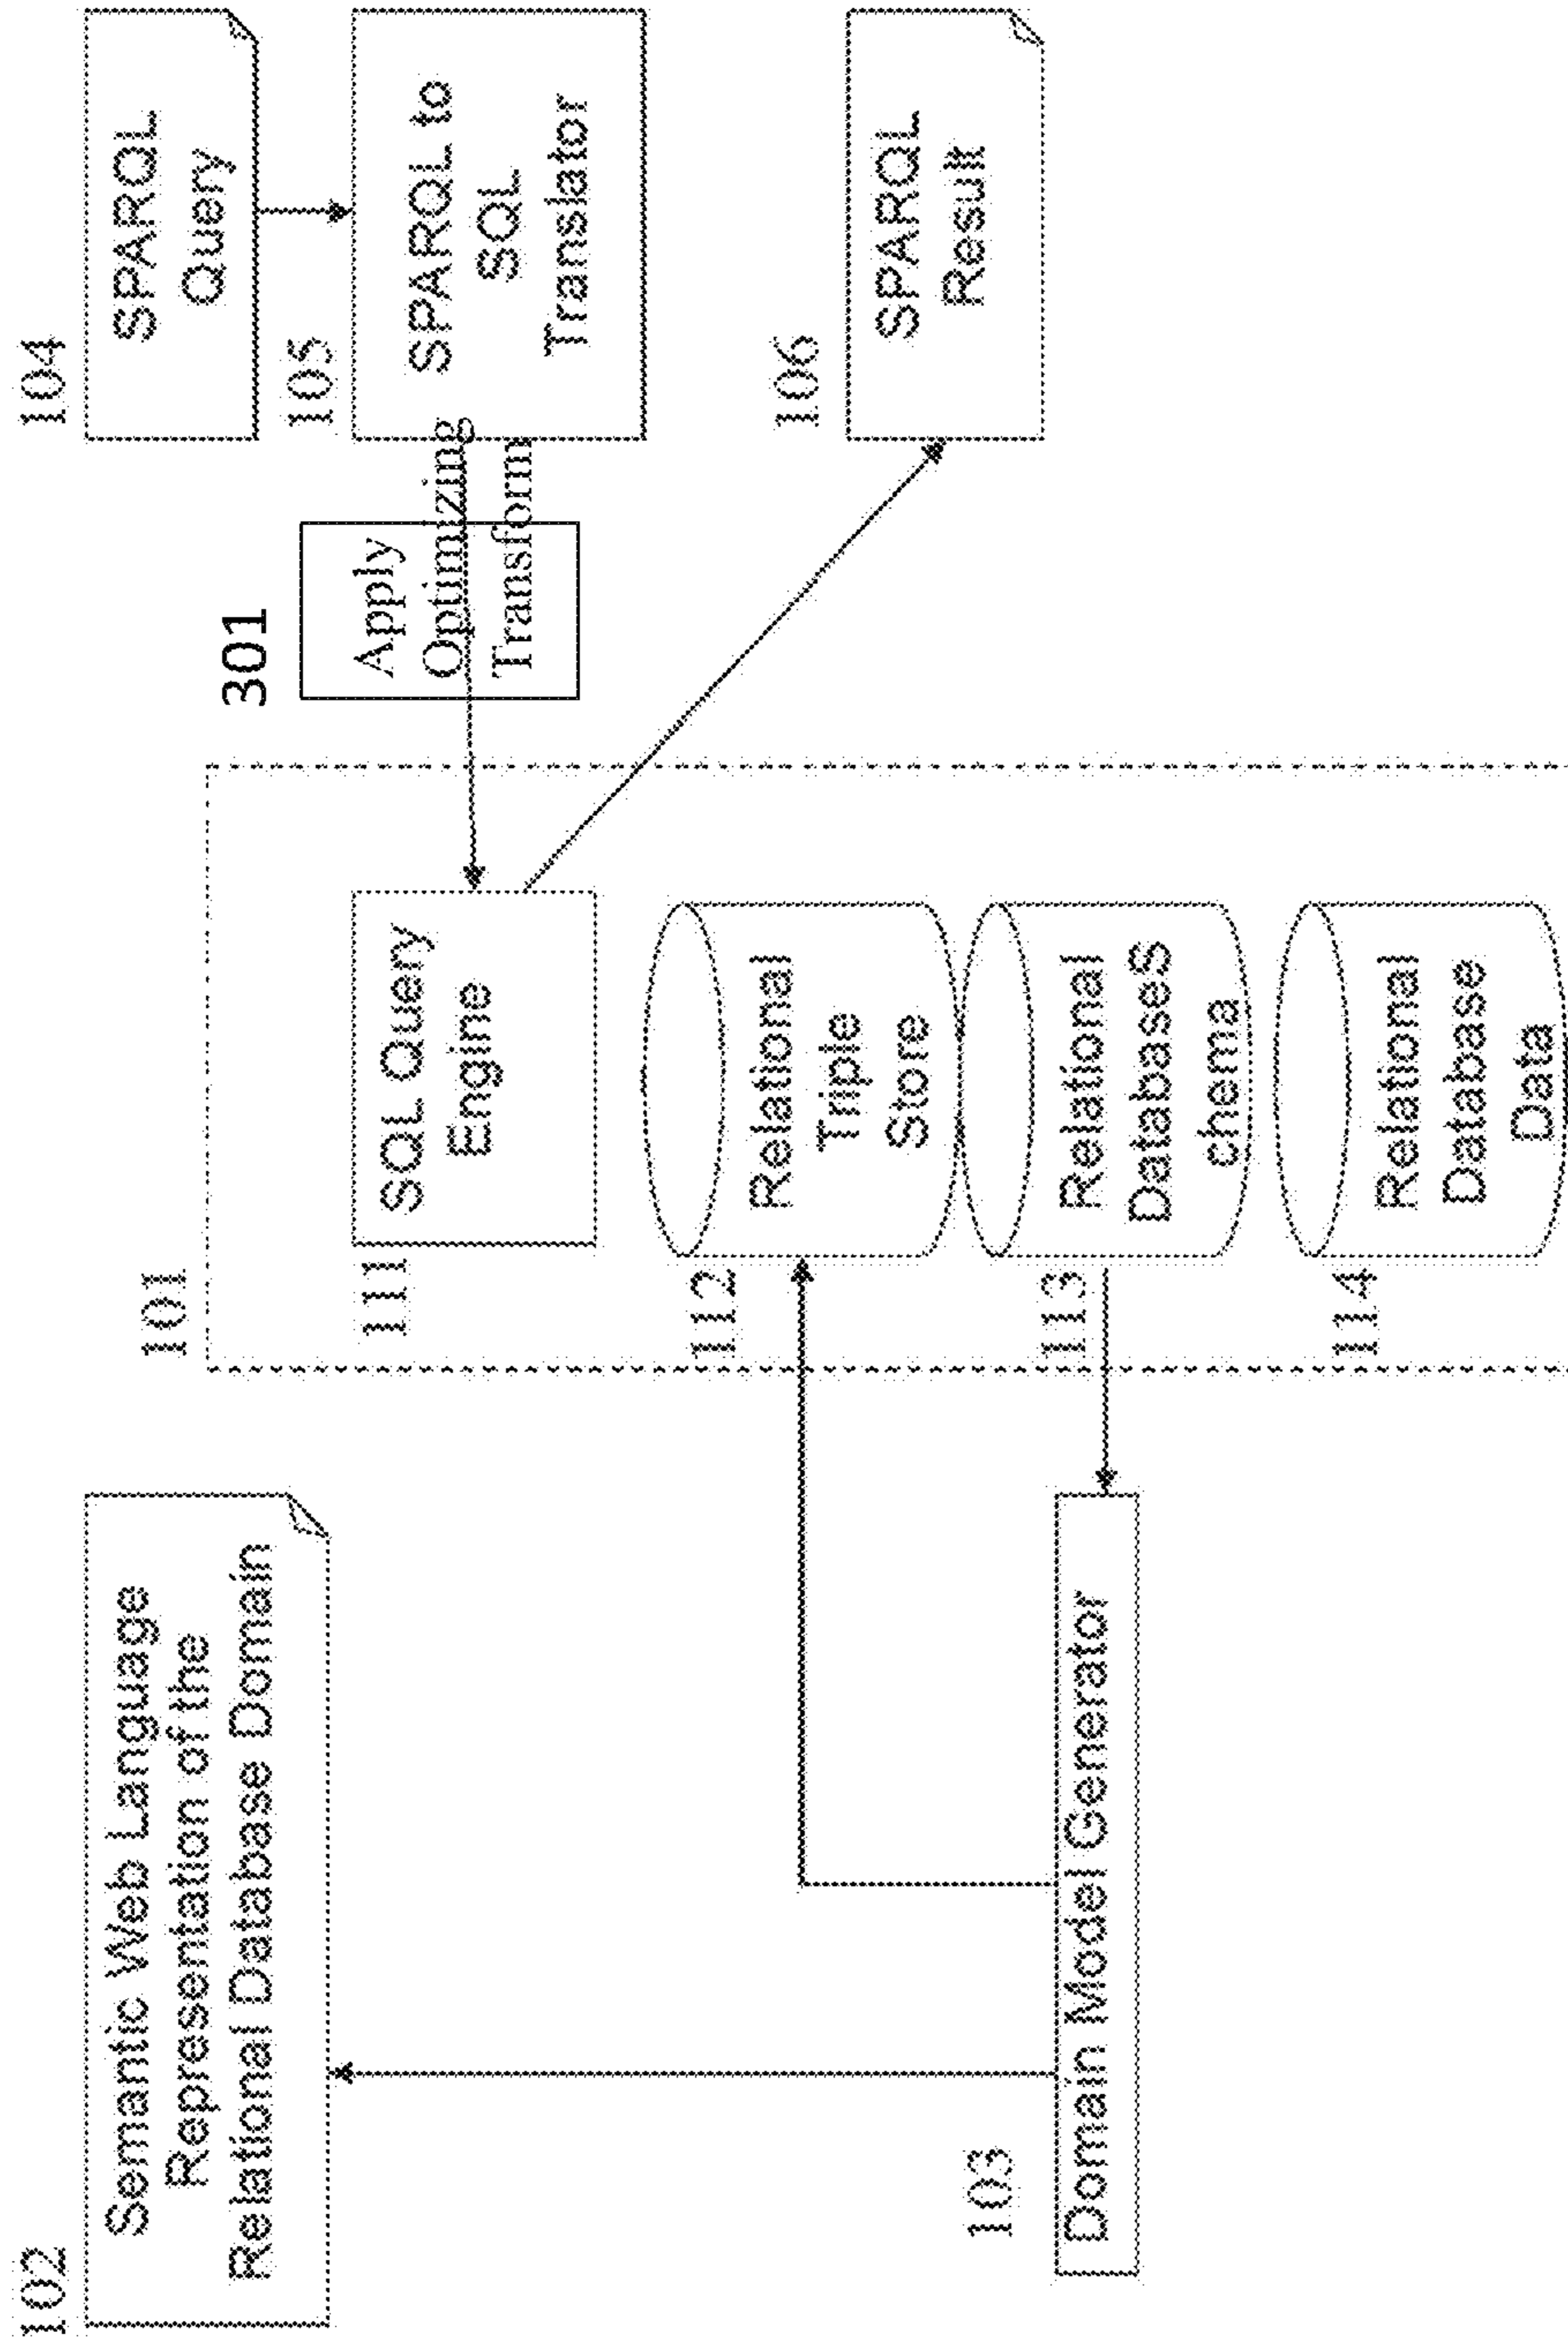 102
Semantic Web Language
Representation of the
Relational Database Domain
103
Domain Model Generator
101
111
SQL Query
Engine
112
Relational
Triple
Store
113
Relational
DatabaseS
chema
114
Relational
Database
Data
301
Apply
Optimizing
Transform
104
SPARQL
Query
105
SPARQL to
SQL
Translator
106
SPARQL
Result